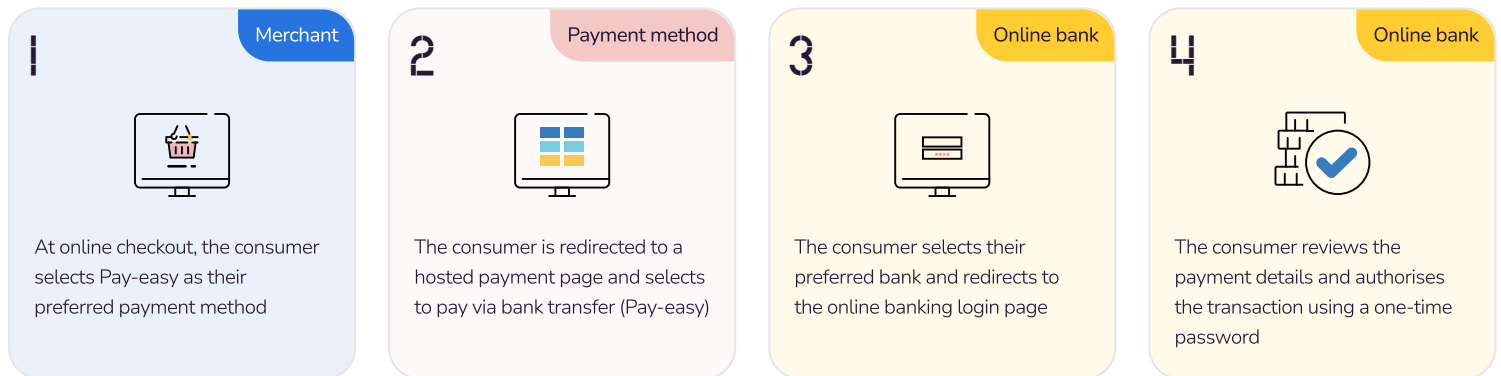 1
Merchant
At online checkout, the consumer
selects Pay-easy as their
preferred payment method
2
Payment method
The consumer is redirected to a
hosted payment page and selects
to pay via bank transfer (Pay-easy)
3
Online bank
****
The consumer selects their
preferred bank and redirects to
the online banking login page
4
Online bank
The consumer reviews the
payment details and authorises
the transaction using a one-time
password